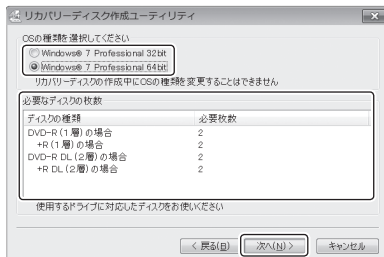 リカバリーディスク作成ユーティリティ
OSの種類を選択してください
Windows® 7 Professional 32bit
Windows® 7 Professional 64bit
リカバリーディスクの作成中にOSの種類を変更することはできません
必要なディスクの枚数
ディスクの種類 必要枚数
DVD-R(1層)の場合 2
+R(1層)の場合 2
DVD-R DL(2層)の場合 2
+R DL(2層)の場合 2
使用するドライブに対応したディスクをお使いください
< 戻る(B) 次へ(N) > キャンセル